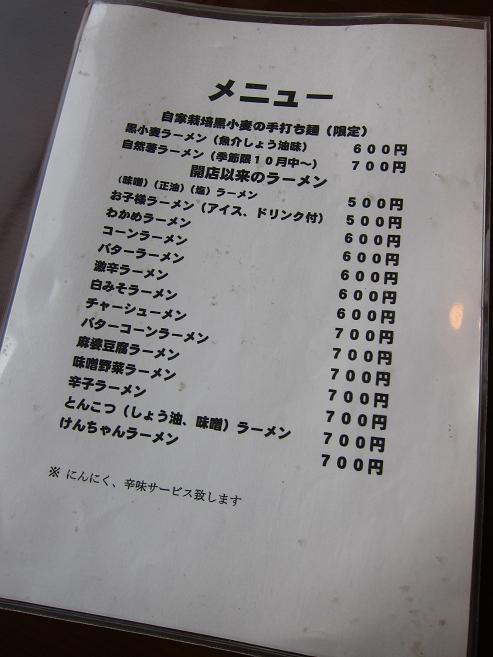 メニュー
自家栽培黒小麦の手打ち麺（限定）
黒小麦ラーメン（魚介しょう油味） ６００円
自然薯ラーメン（季節限１０月中～） ７００円
開店以来のラーメン
（味噌）（正油）（塩）ラーメン ５００円
お子様ラーメン（アイス、ドリンク付） ５００円
わかめラーメン ６００円
コーンラーメン ６００円
バターラーメン ６００円
激辛ラーメン ６００円
白みそラーメン ６００円
チャーシューメン ７００円
バターコーンラーメン ７００円
麻婆豆腐ラーメン ７００円
味噌野菜ラーメン ７００円
辛子ラーメン ７００円
とんこつ（しょう油、味噌）ラーメン ７００円
けんちゃんラーメン ７００円
※ にんにく、辛味サービス致します